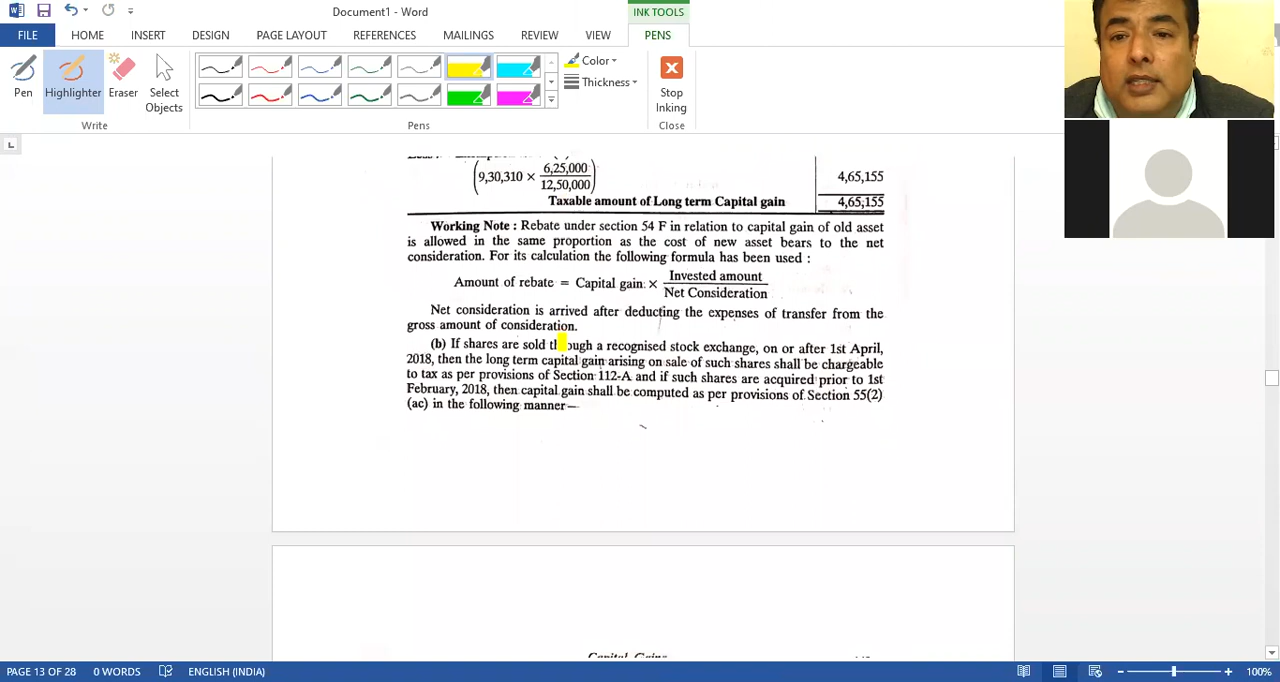 Document1 - Word
INK TOOLS
FILE
HOME
INSERT
DESIGN
PAGE LAYOUT
REFERENCES
MAILINGS
REVIEW
VIEW
PENS
Pen
Highlighter
Eraser
Select
Objects
Color
Thickness
Stop
Inking
Write
Pens
Close
(9,30,310 × 6,25,000 / 12,50,000) 4,65,155
Taxable amount of Long term Capital gain 4,65,155
Working Note : Rebate under section 54 F in relation to capital gain of old asset
is allowed in the same proportion as the cost of new asset bears to the net
consideration. For its calculation the following formula has been used :
Amount of rebate = Capital gain × Invested amount / Net Consideration
Net consideration is arrived after deducting the expenses of transfer from the
gross amount of consideration.
(b) If shares are sold through a recognised stock exchange, on or after 1st April,
2018, then the long term capital gain arising on sale of such shares shall be chargeable
to tax as per provisions of Section 112-A and if such shares are acquired prior to 1st
February, 2018, then capital gain shall be computed as per provisions of Section 55(2)
(ac) in the following manner—
Capital Gains
PAGE 13 OF 28
0 WORDS
ENGLISH (INDIA)
100%